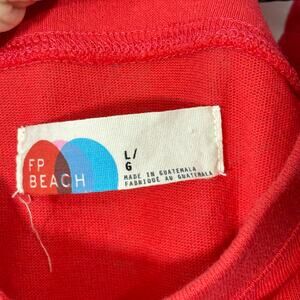 FP
BEACH
L/
G
MADE IN GUATEMALA
FABRIQUÉ AU GUATEMALA